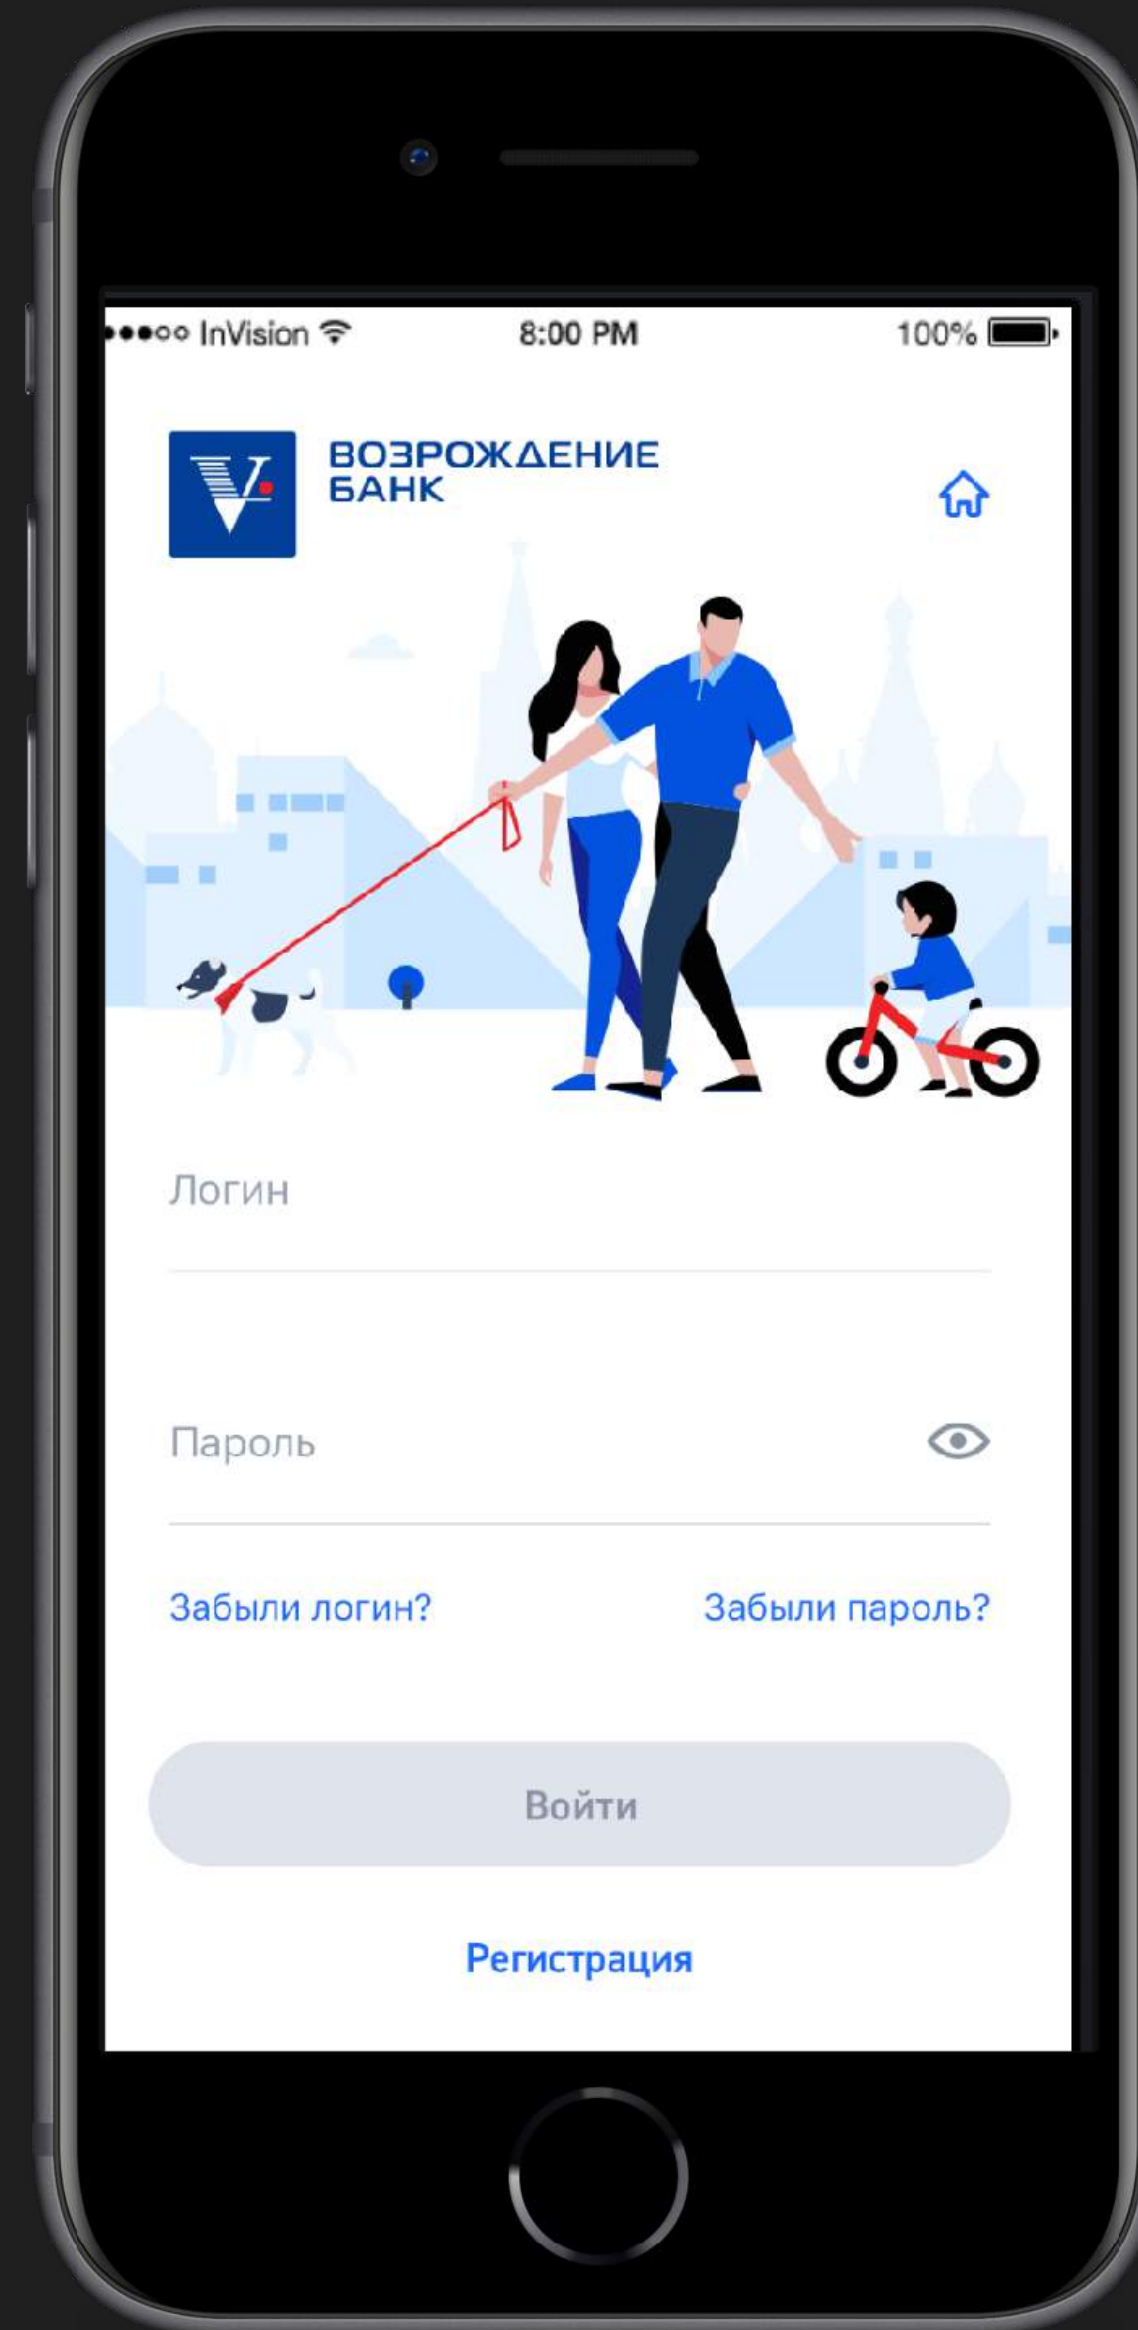 InVision
8:00 PM
100%
ВОЗРОЖДЕНИЕ
БАНК
Логин
Пароль
Забыли логин?
Забыли пароль?
Войти
Регистрация